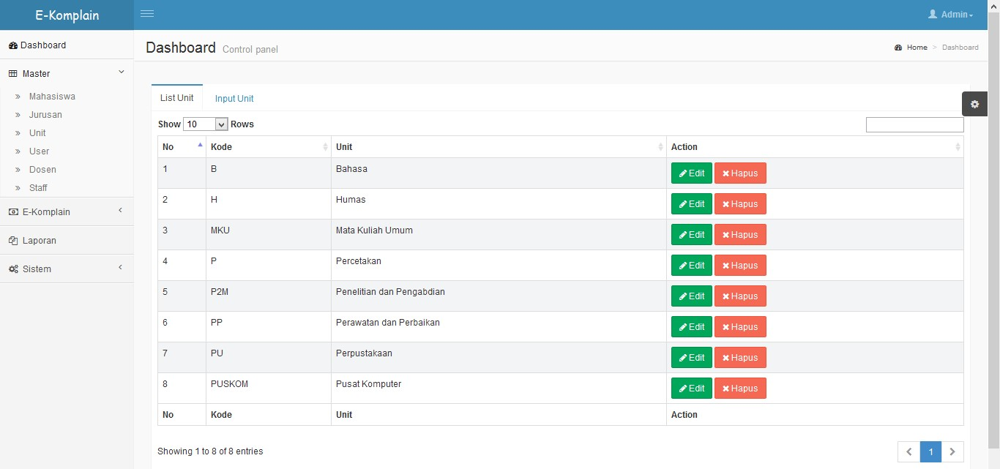 E-Komplain
Admin
Dashboard
Dashboard Control panel
Home > Dashboard
Master
Mahasiswa
Jurusan
Unit
User
Dosen
Staff
E-Komplain
Laporan
Sistem
List Unit Input Unit
Show 10 Rows
No Kode Unit Action
1 B Bahasa Edit Hapus
2 H Humas Edit Hapus
3 MKU Mata Kuliah Umum Edit Hapus
4 P Percetakan Edit Hapus
5 P2M Penelitian dan Pengabdian Edit Hapus
6 PP Perawatan dan Perbaikan Edit Hapus
7 PU Perpustakaan Edit Hapus
8 PUSKOM Pusat Komputer Edit Hapus
No Kode Unit Action
Showing 1 to 8 of 8 entries
1